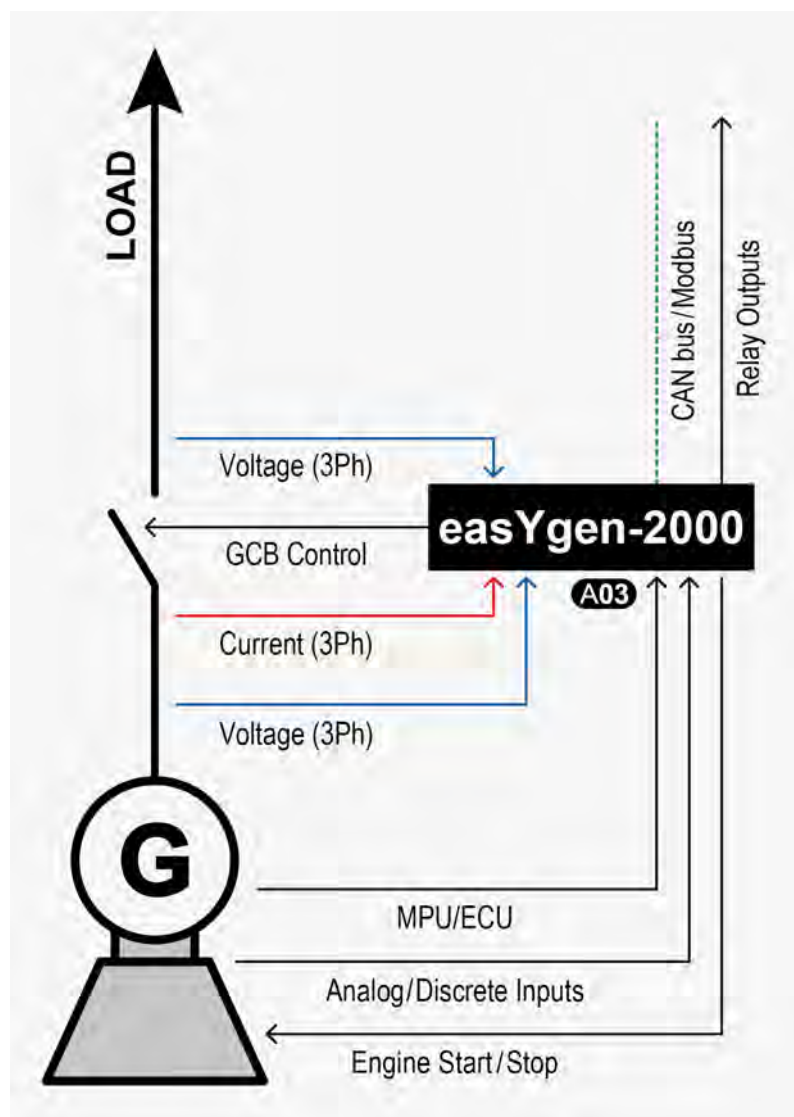 LOAD
CAN bus/Modbus
Relay Outputs
Voltage (3Ph)
easYgen-2000
GCB Control
A03
Current (3Ph)
Voltage (3Ph)
G
MPU/ECU
Analog/Discrete Inputs
Engine Start/Stop